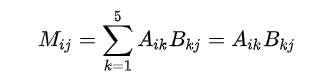 $M_{ij} = \sum_{k=1}^{5} A_{ik} B_{kj} = A_{ik} B_{kj}$